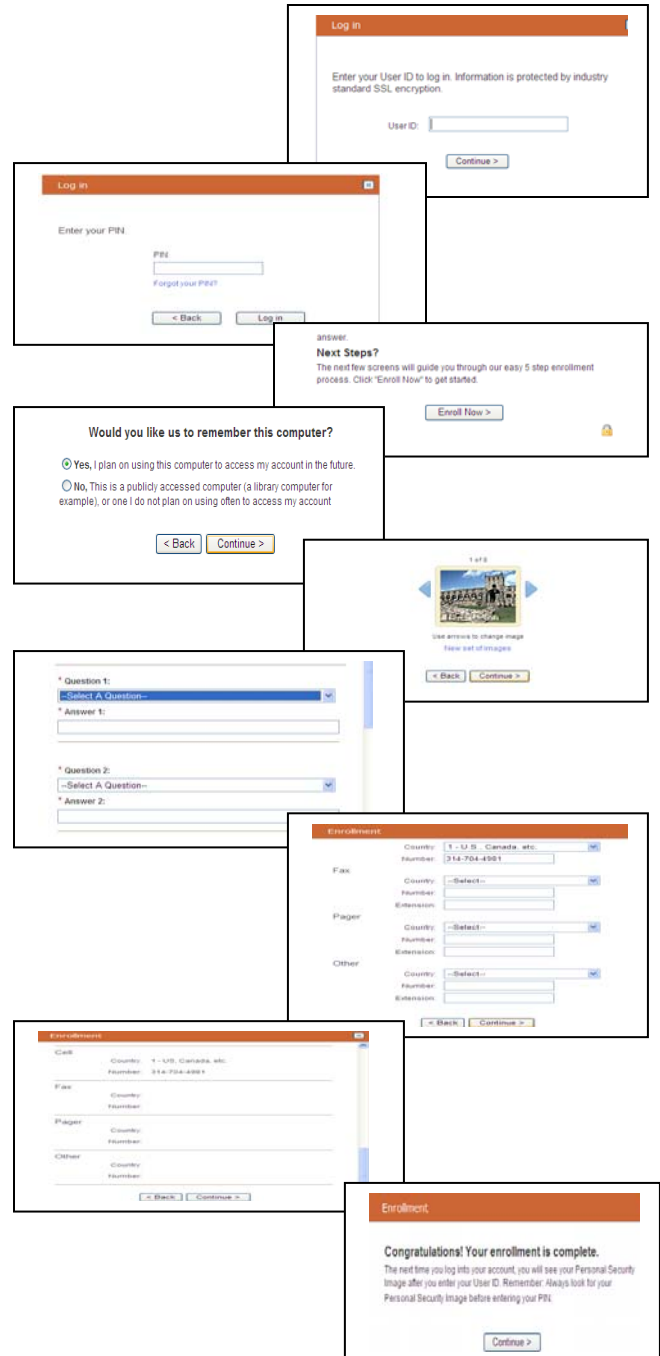 Log in
Enter your User ID to log in. Information is protected by industry
standard SSL encryption.
User ID:
Continue >
Log in
Enter your PIN.
PIN:
Forgot your PIN?
< Back Log in
answer.
Next Steps?
The next few screens will guide you through our easy 5 step enrollment
process. Click "Enroll Now" to get started.
Enroll Now >
Would you like us to remember this computer?
Yes, I plan on using this computer to access my account in the future.
No, This is a publicly accessed computer (a library computer for
example), or one I do not plan on using often to access my account
< Back Continue >
1 of
Use arrows to change image
New set of images
< Back Continue >
* Question 1:
--Select A Question--
* Answer 1:
* Question 2:
--Select A Question--
* Answer 2:
Enrollment
Country: 1 - U.S., Canada, etc.
Number: 314-704-4981
Fax
Country: --Select--
Number:
Extension:
Pager
Country: --Select--
Number:
Extension:
Other
Country: --Select--
Number:
Extension:
< Back Continue >
Enrollment
Cell
Country: 1 - US, Canada, etc.
Number: 314-704-4981
Fax
Country:
Number:
Pager
Country:
Number:
Other
Country:
Number:
< Back Continue >
Enrollment
Congratulations! Your enrollment is complete.
The next time you log into your account, you will see your Personal Security
Image after you enter your User ID. Remember: Always look for your
Personal Security Image before entering your PIN.
Continue >